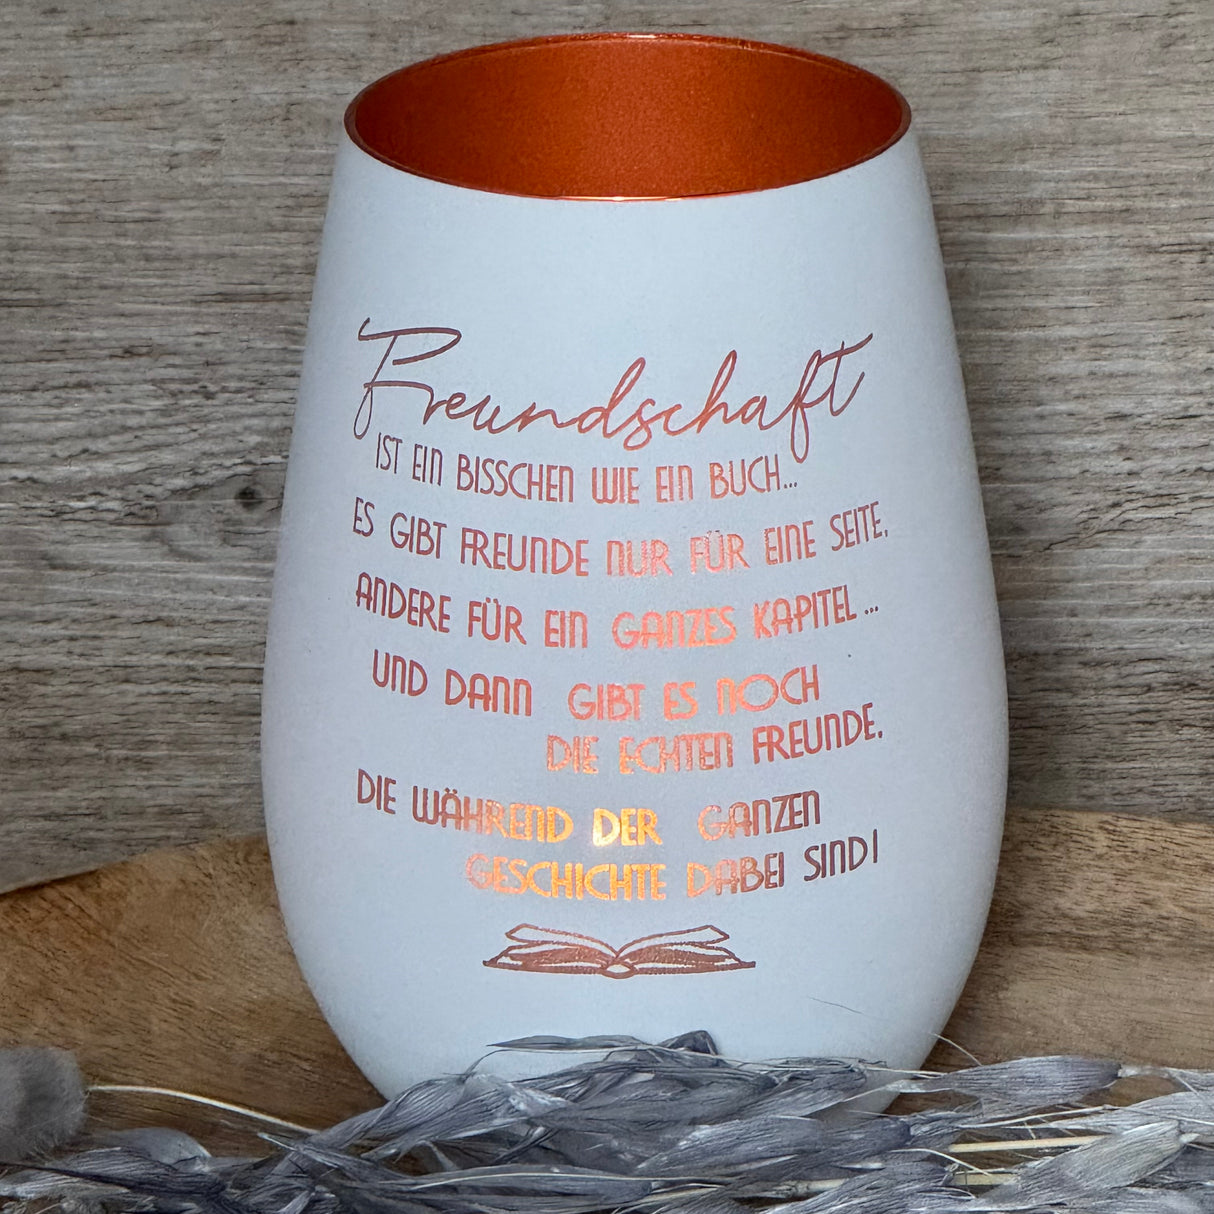 Freundschaft
IST EIN BISSCHEN WIE EIN BUCH...
ES GIBT FREUNDE NUR FÜR EINE SEITE,
ANDERE FÜR EIN GANZES KAPITEL...
UND DANN GIBT ES NOCH
DIE ECHTEN FREUNDE,
DIE WÄHREND DER GANZEN
GESCHICHTE DABEI SIND!